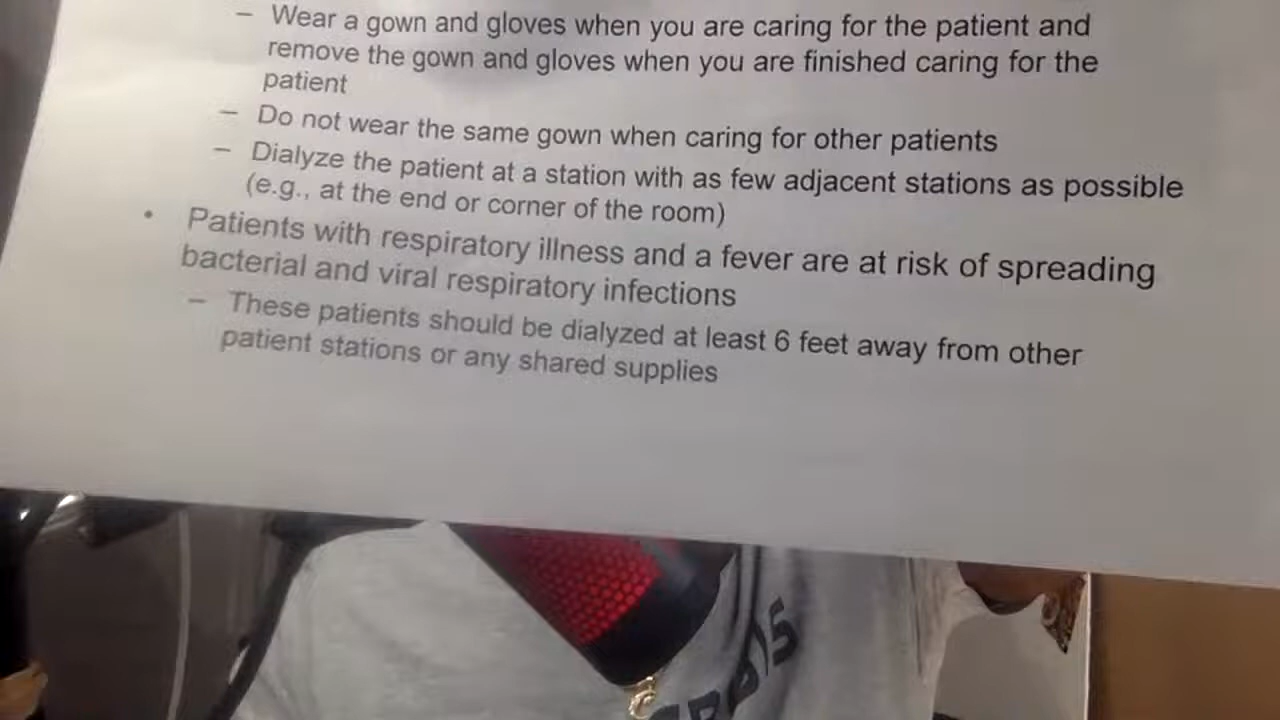 – Wear a gown and gloves when you are caring for the patient and
remove the gown and gloves when you are finished caring for the
patient
– Do not wear the same gown when caring for other patients
– Dialyze the patient at a station with as few adjacent stations as possible
(e.g., at the end or corner of the room)
• Patients with respiratory illness and a fever are at risk of spreading
bacterial and viral respiratory infections
– These patients should be dialyzed at least 6 feet away from other
patient stations or any shared supplies